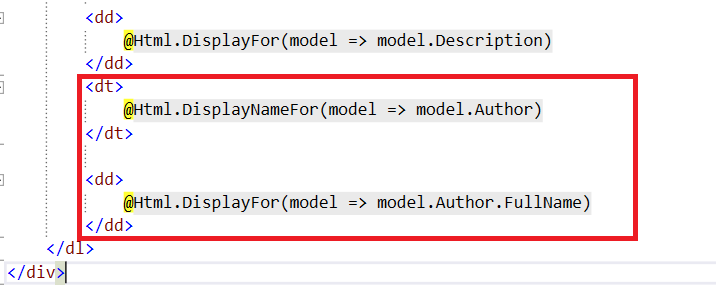 <dd>
@Html.DisplayFor(model => model.Description)
</dd>
<dt>
@Html.DisplayNameFor(model => model.Author)
</dt>
<dd>
@Html.DisplayFor(model => model.Author.FullName)
</dd>
</dl>
</div>